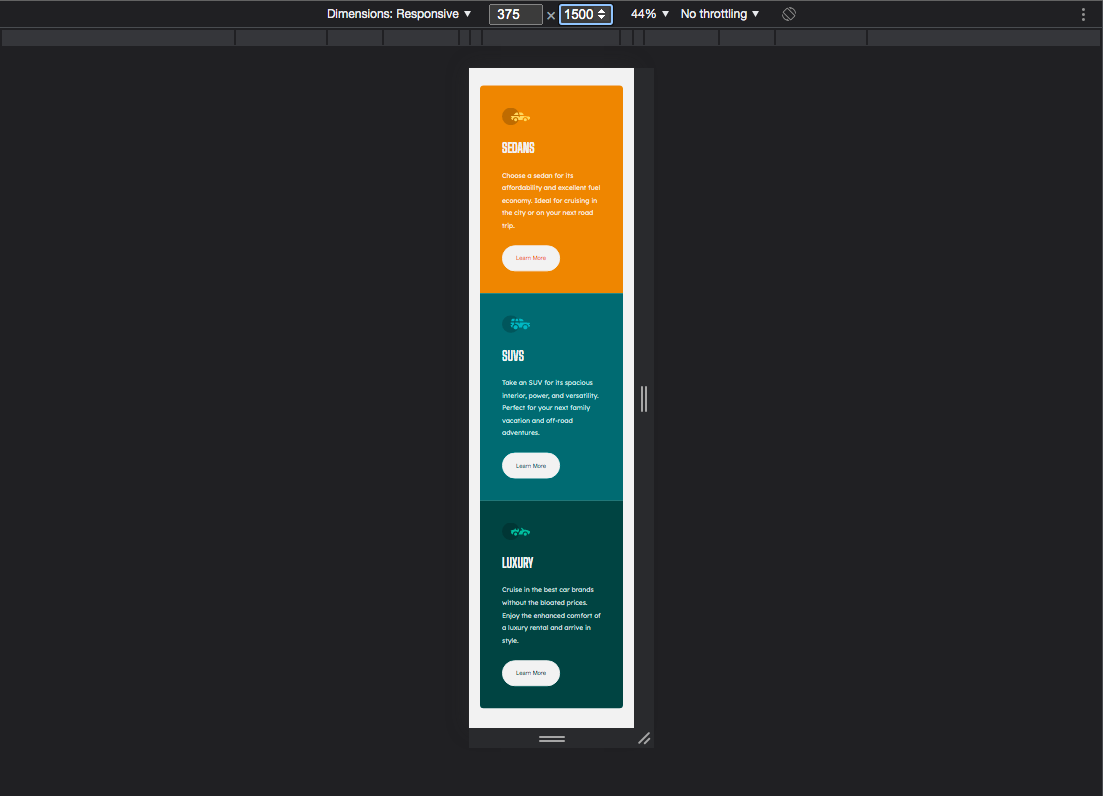 Dimensions: Responsive ▼ 375 × 1500 44% ▼ No throttling ▼
SEDANS
Choose a sedan for its
affordability and excellent fuel
economy. Ideal for cruising in
the city or on your next road
trip.
Learn More
SUVS
Take an SUV for its spacious
interior, power, and versatility.
Perfect for your next family
vacation and off-road
adventures.
Learn More
LUXURY
Cruise in the best car brands
without the bloated prices.
Enjoy the enhanced comfort of
a luxury rental and arrive in
style.
Learn More